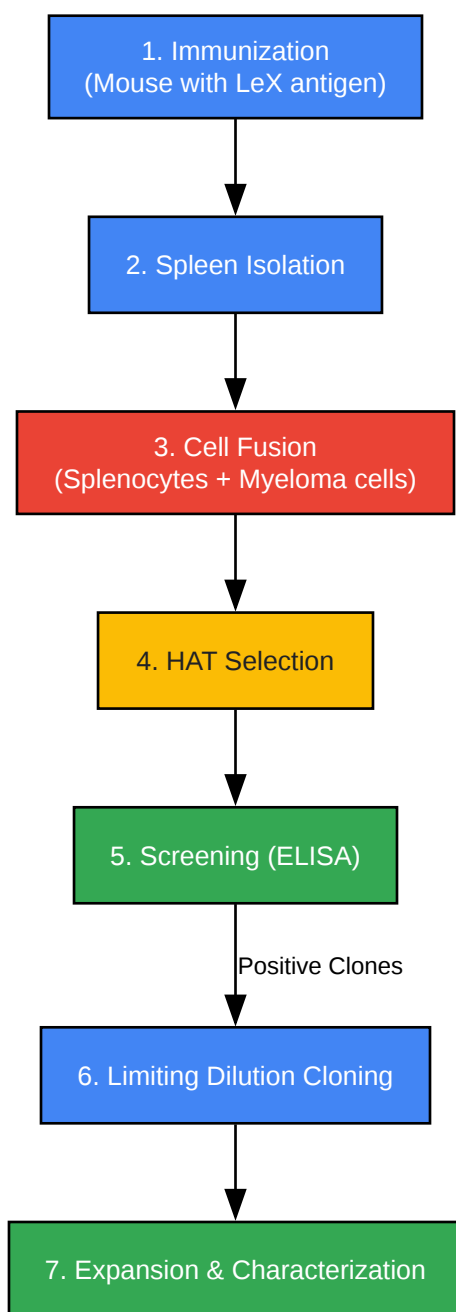 1. Immunization
(Mouse with LeX antigen)
2. Spleen Isolation
3. Cell Fusion
(Splenocytes + Myeloma cells)
4. HAT Selection
5. Screening (ELISA)
Positive Clones
6. Limiting Dilution Cloning
7. Expansion & Characterization